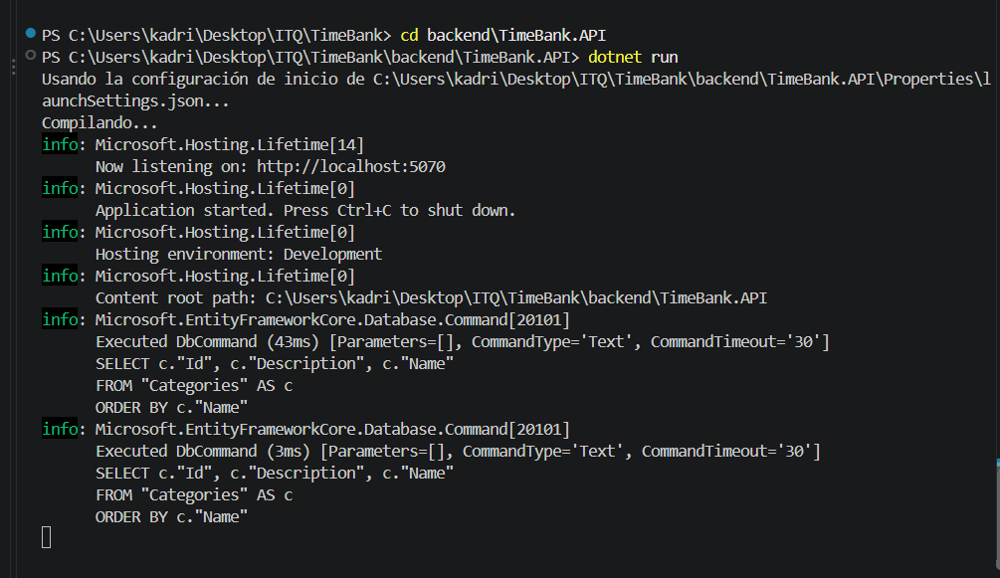 PS C:\Users\kadri\Desktop\ITQ\TimeBank> cd backend\TimeBank.API
PS C:\Users\kadri\Desktop\ITQ\TimeBank\backend\TimeBank.API> dotnet run
Usando la configuración de inicio de C:\Users\kadri\Desktop\ITQ\TimeBank\backend\TimeBank.API\Properties\l
aunchSettings.json...
Compilando...
info: Microsoft.Hosting.Lifetime[14]
      Now listening on: http://localhost:5070
info: Microsoft.Hosting.Lifetime[0]
      Application started. Press Ctrl+C to shut down.
info: Microsoft.Hosting.Lifetime[0]
      Hosting environment: Development
info: Microsoft.Hosting.Lifetime[0]
      Content root path: C:\Users\kadri\Desktop\ITQ\TimeBank\backend\TimeBank.API
info: Microsoft.EntityFrameworkCore.Database.Command[20101]
      Executed DbCommand (43ms) [Parameters=[], CommandType='Text', CommandTimeout='30']
      SELECT c."Id", c."Description", c."Name"
      FROM "Categories" AS c
      ORDER BY c."Name"
info: Microsoft.EntityFrameworkCore.Database.Command[20101]
      Executed DbCommand (3ms) [Parameters=[], CommandType='Text', CommandTimeout='30']
      SELECT c."Id", c."Description", c."Name"
      FROM "Categories" AS c
      ORDER BY c."Name"